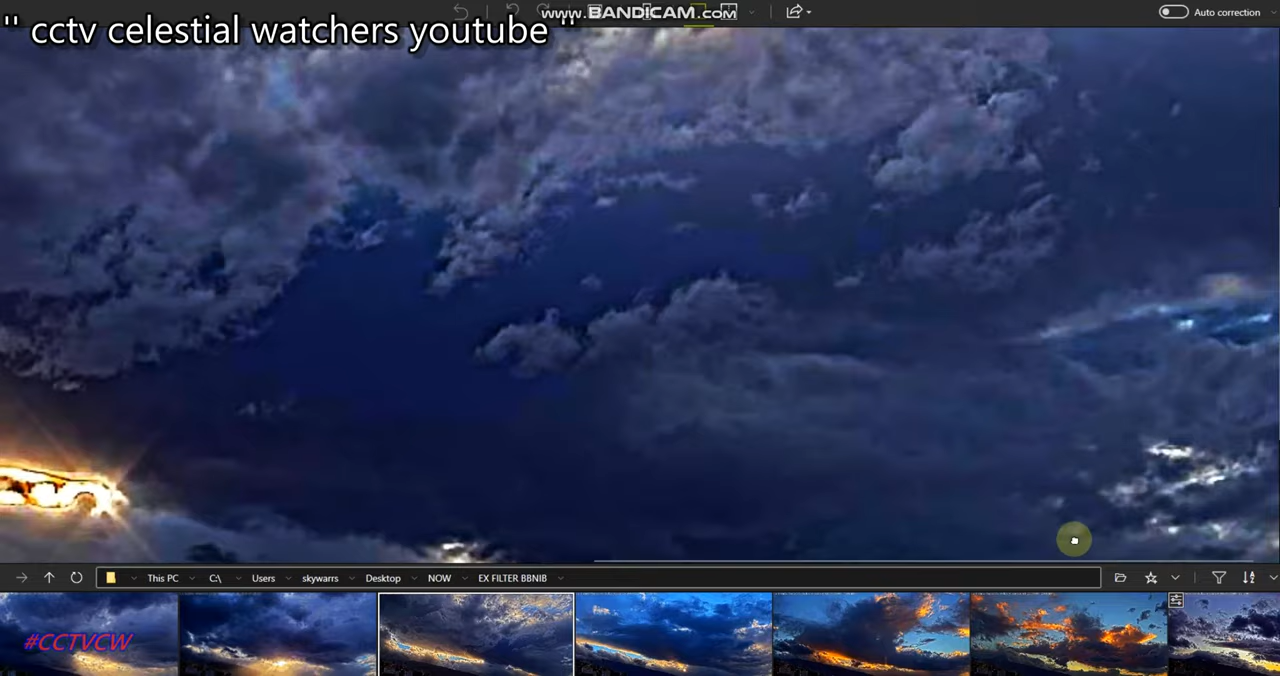 www.BANDICAM.com
Auto correction
" cctv celestial watchers youtube "
This PC
C:\
Users
skywarrs
Desktop
NOW
EX FILTER BBNIB
#CCTVCW